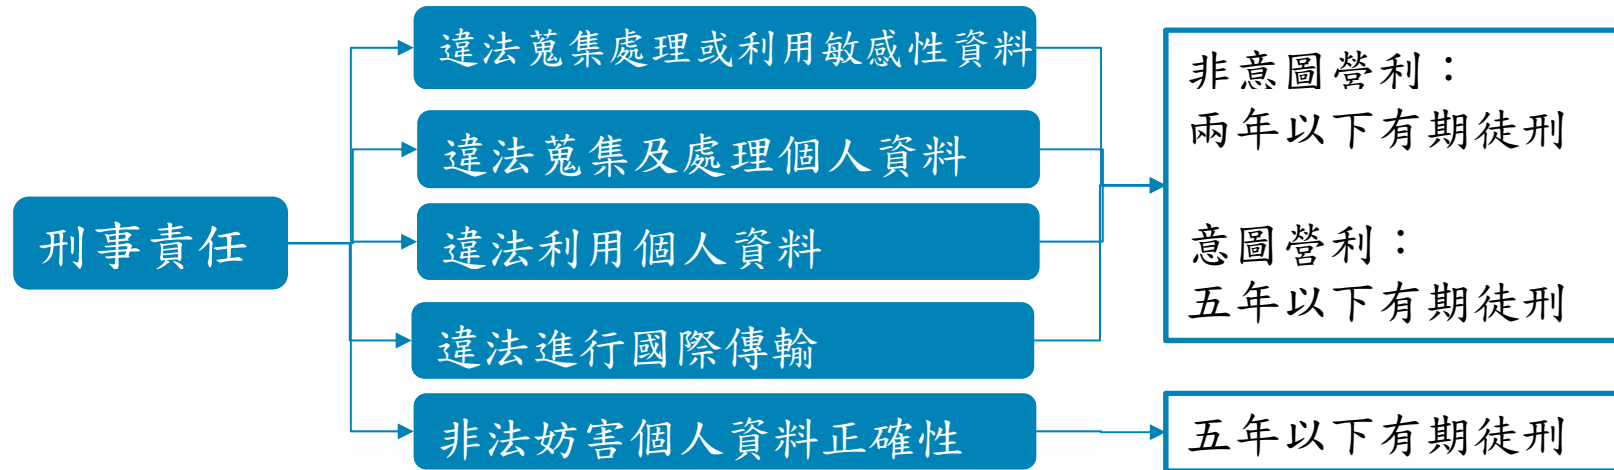 刑事責任
違法蒐集處理或利用敏感性資料
違法蒐集及處理個人資料
違法利用個人資料
違法進行國際傳輸
非法妨害個人資料正確性
非意圖營利：
兩年以下有期徒刑
意圖營利：
五年以下有期徒刑
五年以下有期徒刑